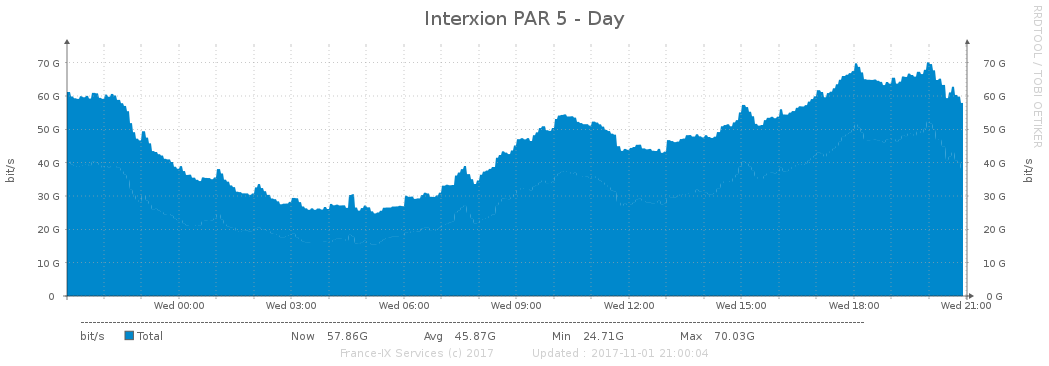 Interxion PAR 5 - Day
RRDTOOL / TOBI OETIKER
bit/s
70 G
60 G
50 G
40 G
30 G
20 G
10 G
0
70 G
60 G
50 G
40 G
30 G
20 G
10 G
0 G
bit/s
Wed 00:00 Wed 03:00 Wed 06:00 Wed 09:00 Wed 12:00 Wed 15:00 Wed 18:00 Wed 21:00
bit/s Total Now 57.86G Avg 45.87G Min 24.71G Max 70.03G
France-IX Services (c) 2017 Updated : 2017-11-01 21:00:04